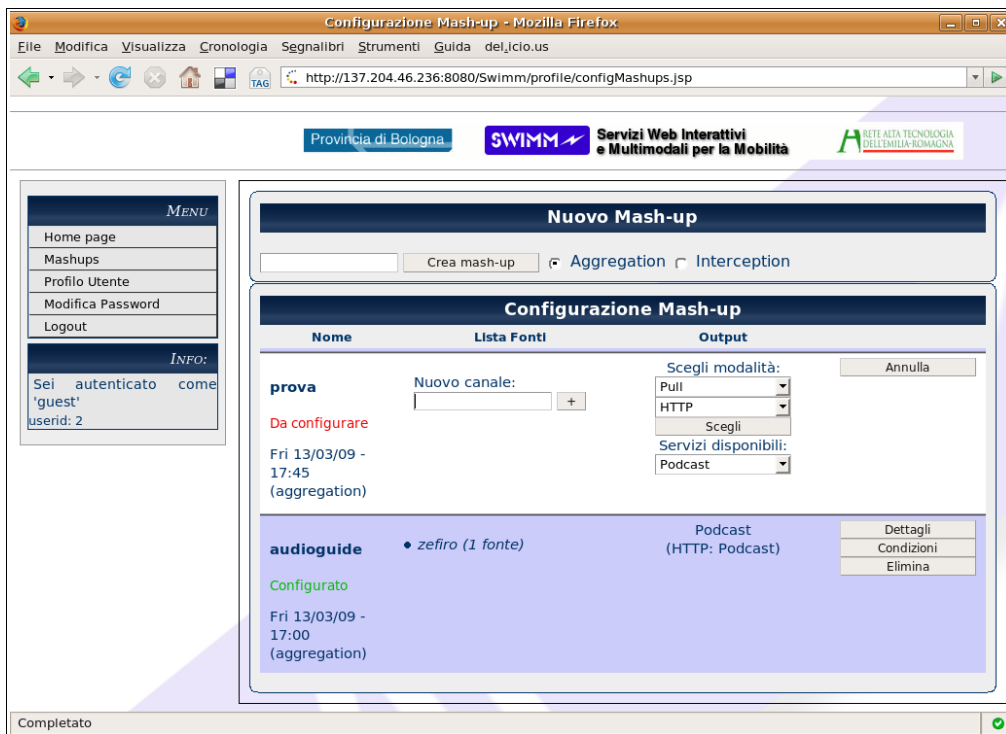 Configurazione Mash-up - Mozilla Firefox
File Modifica Visualizza Cronologia Segnalibri Strumenti Guida del.icio.us
TAG
http://137.204.46.236:8080/Swimm/profile/configMashups.jsp
Provincia di Bologna
SWIMM
Servizi Web Interattivi
e Multimodali per la Mobilità
RETE ALTA TECNOLOGIA
DELL'EMILIA-ROMAGNA
MENU
Home page
Mashups
Profilo Utente
Modifica Password
Logout
INFO:
Sei autenticato come
'guest'
userid: 2
Nuovo Mash-up
Crea mash-up Aggregation Interception
Configurazione Mash-up
Nome Lista Fonti Output
prova
Da configurare
Fri 13/03/09 -
17:45
(aggregation)
Nuovo canale:
+
Scegli modalità:
Pull
HTTP
Scegli
Servizi disponibili:
Podcast
Annulla
audioguide
Configurato
Fri 13/03/09 -
17:00
(aggregation)
• zefiro (1 fonte)
Podcast
(HTTP: Podcast)
Dettagli
Condizioni
Elimina
Completato